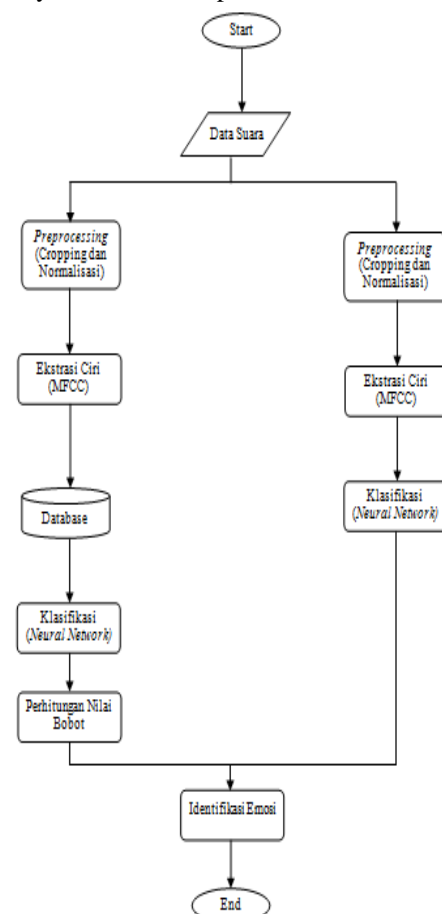 Start
Data Suara
Preprocessing
(Cropping dan
Normalisasi)
Ekstrasi Ciri
(MFCC)
Database
Klasifikasi
(Neural Network)
Perhitungan Nilai
Bobot
Preprocessing
(Cropping dan
Normalisasi)
Ekstrasi Ciri
(MFCC)
Klasifikasi
(Neural Network)
Identifikasi Emosi
End